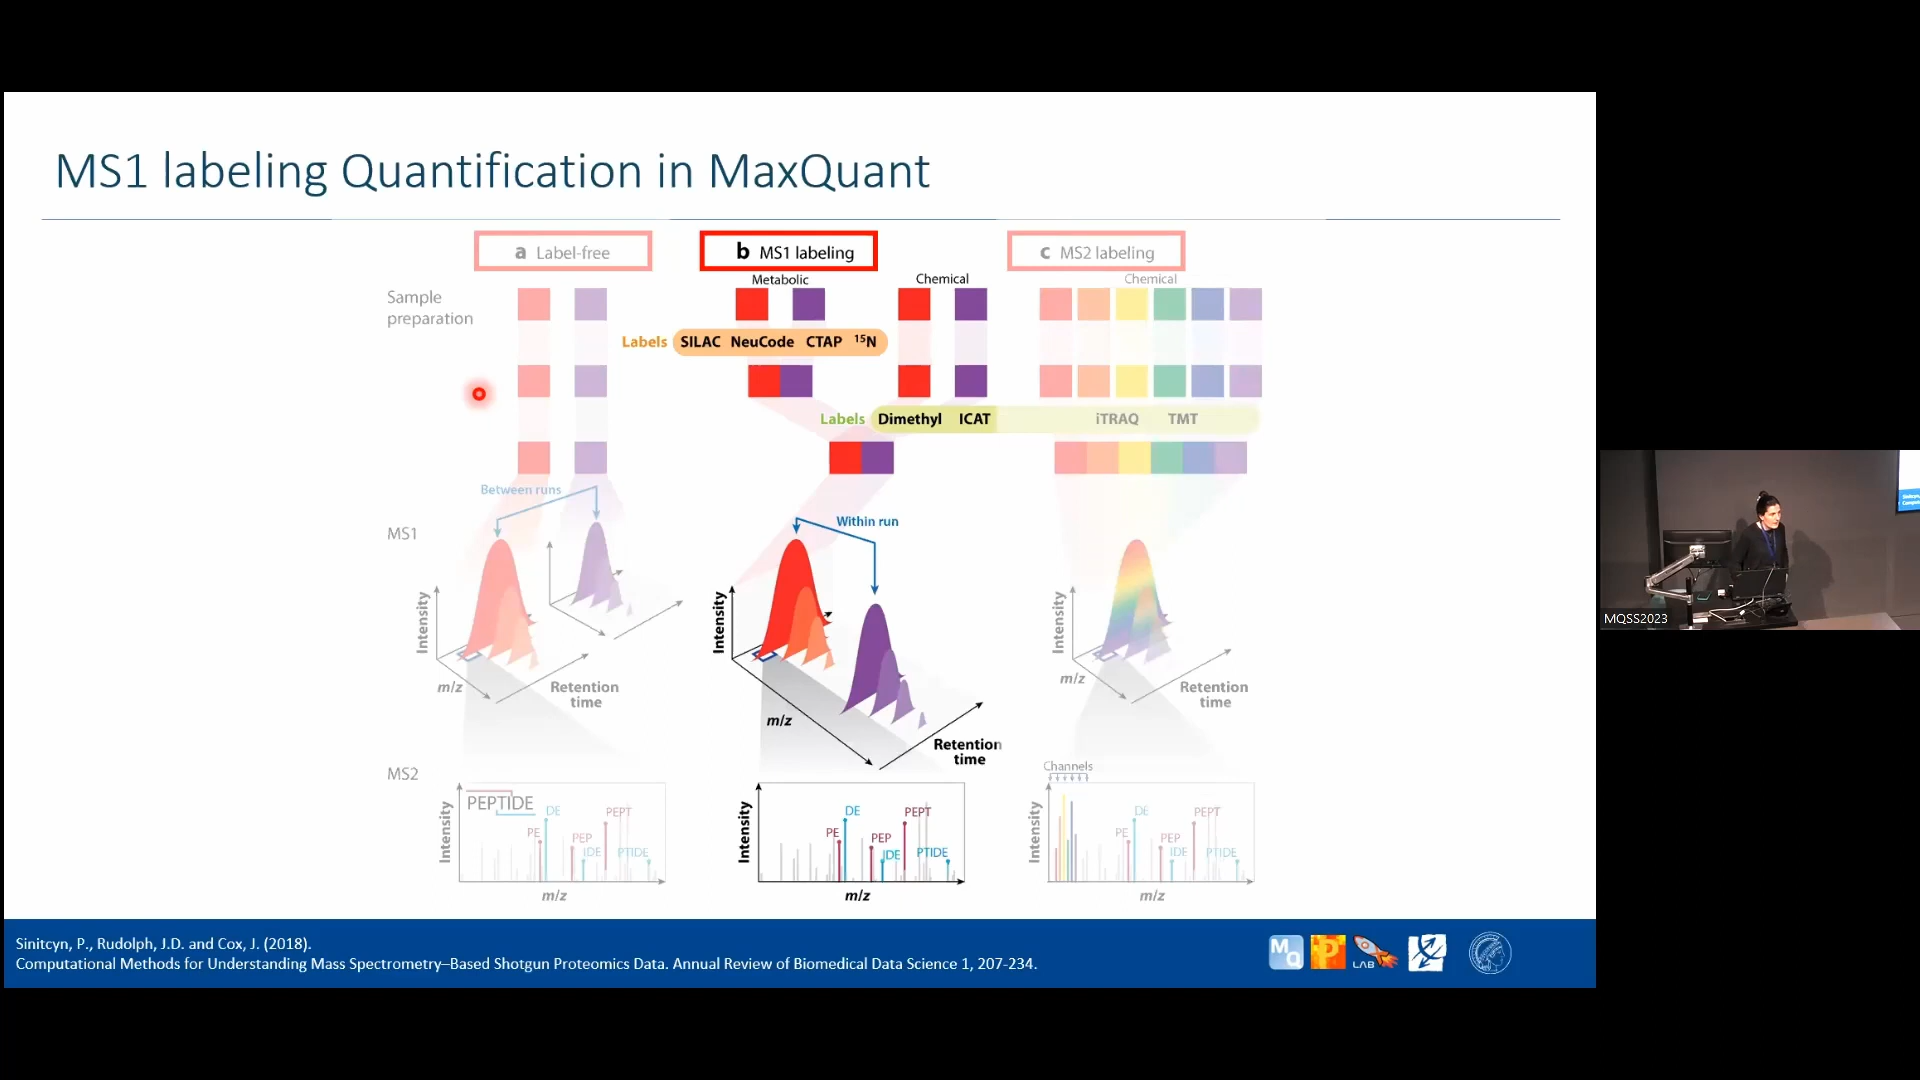 MS1 labeling Quantification in MaxQuant
a Label-free
b MS1 labeling
c MS2 labeling
Metabolic
Chemical
Chemical
Sample
preparation
Labels SILAC NeuCode CTAP 15N
Labels Dimethyl ICAT iTRAQ TMT
Between runs
Within run
MS1
Intensity
m/z
Retention
time
Intensity
m/z
Retention
time
Intensity
m/z
Retention
time
MS2
Channels
Intensity
PEPTIDE
DE
PEPT
PE
PEP
IDE
PTIDE
m/z
Intensity
DE
PEPT
PE
PEP
IDE
PTIDE
m/z
Intensity
DE
PEPT
PE
PEP
IDE
PTIDE
m/z
Sinitcyn, P., Rudolph, J.D. and Cox, J. (2018).
Computational Methods for Understanding Mass Spectrometry–Based Shotgun Proteomics Data. Annual Review of Biomedical Data Science 1, 207-234.
MQ
P
LAB
MQSS2023